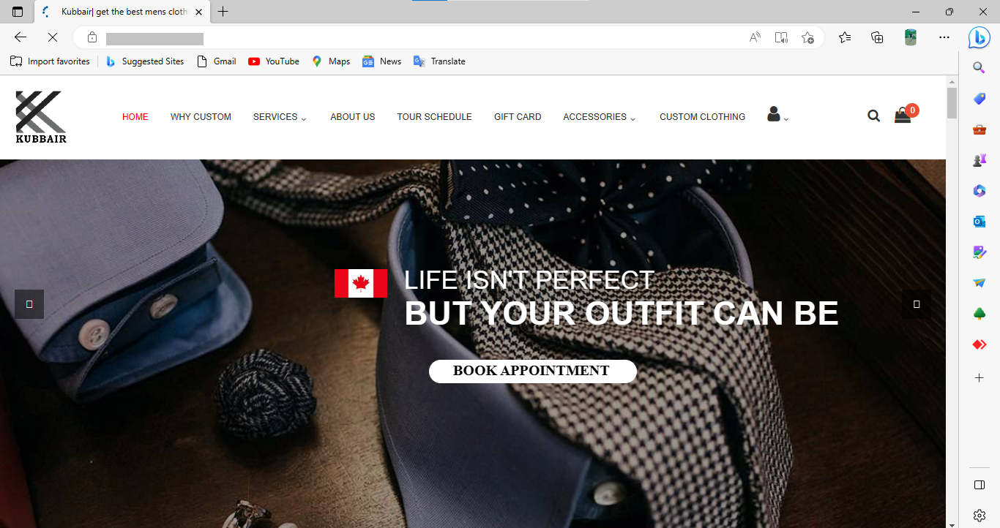 Kubbair| get the best mens cloth
Import favorites
Suggested Sites
Gmail
YouTube
Maps
News
Translate
KUBBAIR
HOME
WHY CUSTOM
SERVICES
ABOUT US
TOUR SCHEDULE
GIFT CARD
ACCESSORIES
CUSTOM CLOTHING
0
LIFE ISN'T PERFECT
BUT YOUR OUTFIT CAN BE
BOOK APPOINTMENT